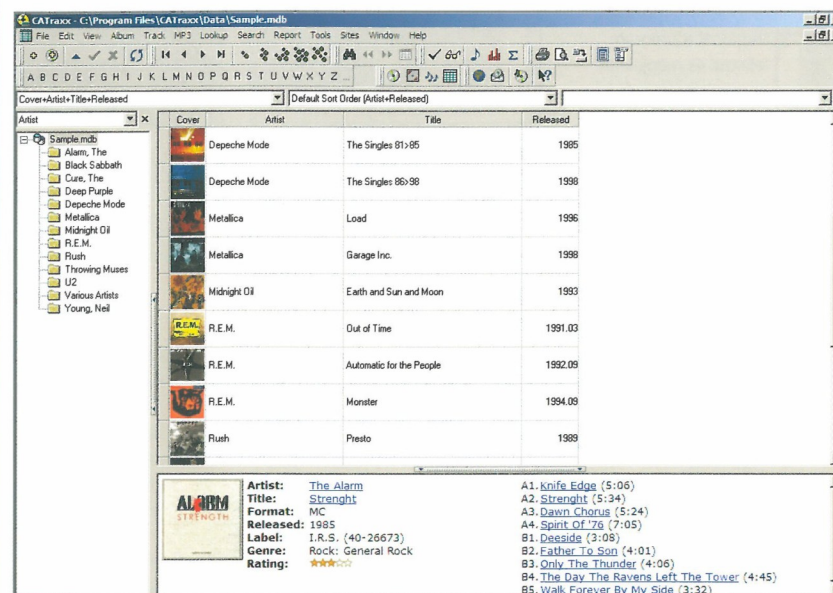 CATraxx - C:\Program Files\CATraxx\Data\Sample.mdb
File Edit View Album Track MP3 Lookup Search Report Tools Sites Window Help
A B C D E F G H I J K L M N O P Q R S T U V W X Y Z ...
Cover+Artist+Title+Released
Default Sort Order (Artist+Released)
Artist
Sample.mdb
Alarm, The
Black Sabbath
Cure, The
Deep Purple
Depeche Mode
Metallica
Midnight Oil
R.E.M.
Rush
Throwing Muses
U2
Various Artists
Young, Neil
Cover Artist Title Released
Depeche Mode The Singles 81>85 1985
Depeche Mode The Singles 86>98 1998
Metallica Load 1996
Metallica Garage Inc. 1998
Midnight Oil Earth and Sun and Moon 1993
R.E.M. R.E.M. Out of Time 1991.03
R.E.M. Automatic for the People 1992.09
R.E.M. Monster 1994.09
Rush Presto 1989
ALARM
STRENGTH
Artist: The Alarm
Title: Strenght
Format: MC
Released: 1985
Label: I.R.S. (40-26673)
Genre: Rock: General Rock
Rating:
A1. Knife Edge (5:06)
A2. Strenght (5:34)
A3. Dawn Chorus (5:24)
A4. Spirit Of '76 (7:05)
B1. Deeside (3:08)
B2. Father To Son (4:01)
B3. Only The Thunder (4:06)
B4. The Day The Ravens Left The Tower (4:45)
B5. Walk Forever By My Side (3:32)